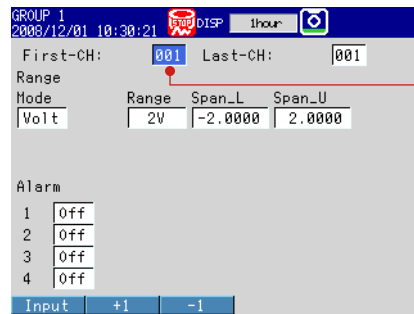 GROUP 1
2008/12/01 10:30:21 STOP DISP 1hour
First-CH: 001 Last-CH: 001
Range
Mode Range Span_L Span_U
Volt 2V -2.0000 2.0000
Alarm
1 Off
2 Off
3 Off
4 Off
Input +1 -1